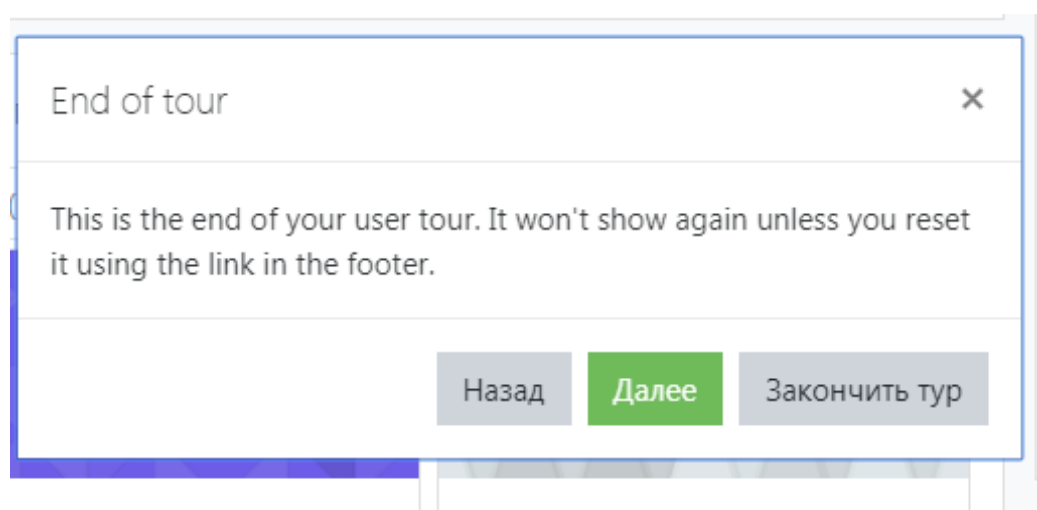 End of tour ×
This is the end of your user tour. It won't show again unless you reset
it using the link in the footer.
Назад Далее Закончить тур